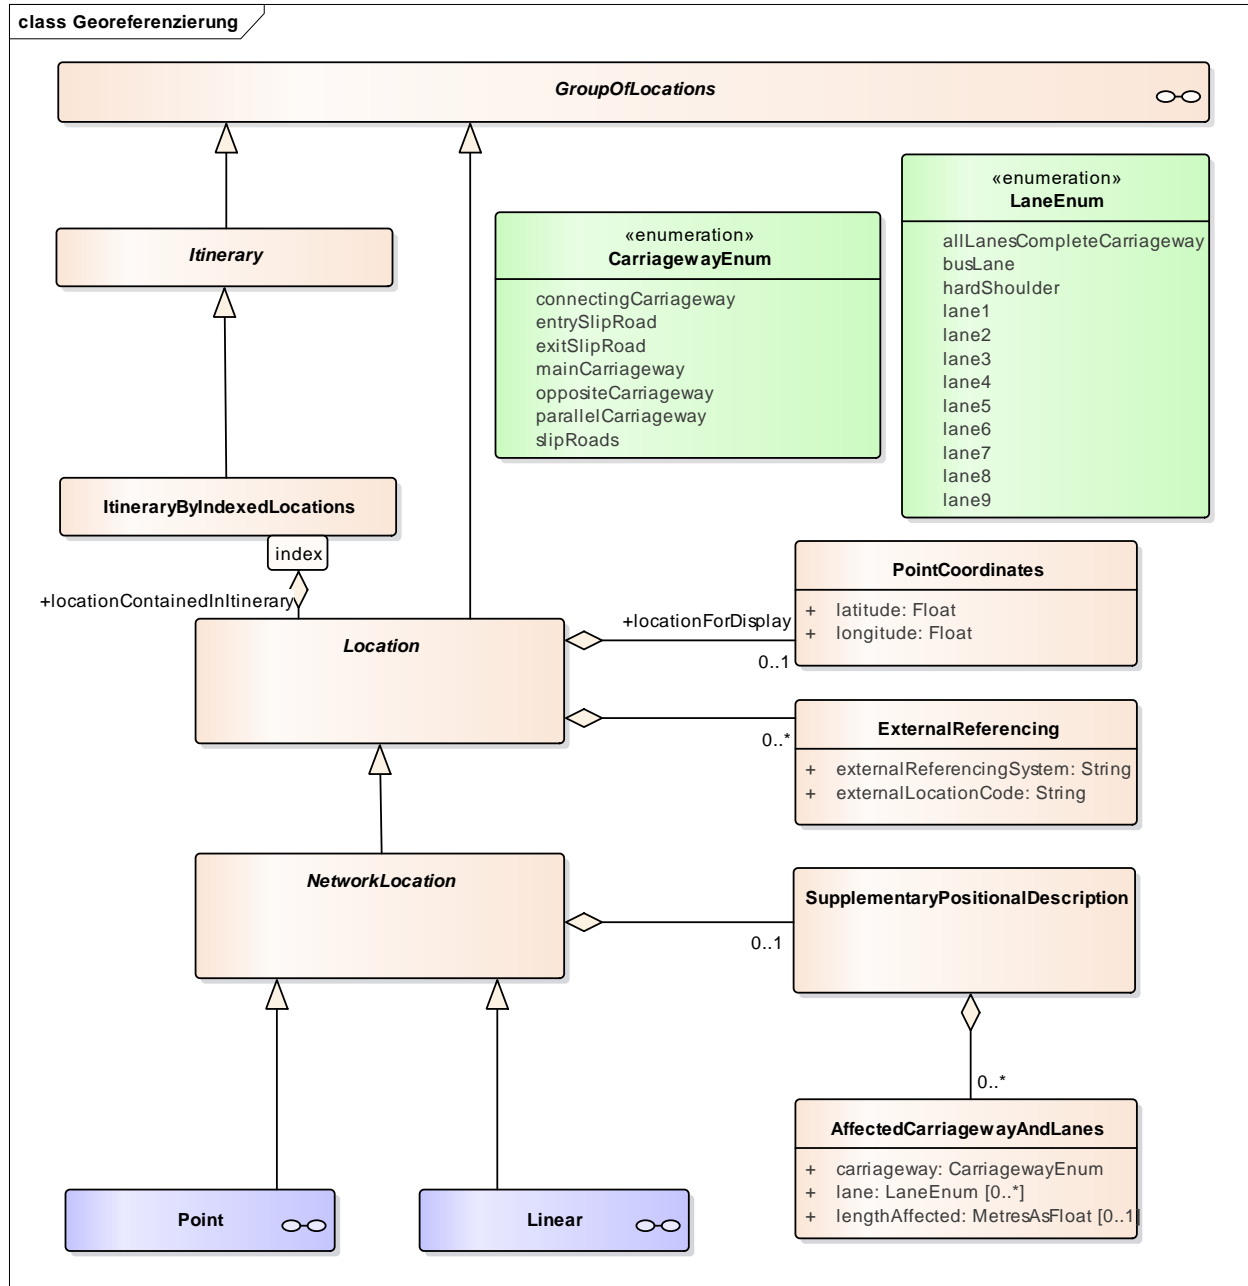 class Georeferenzierung
GroupOfLocations
Itinerary
«enumeration»
CarriagewayEnum
connectingCarriageway
entrySlipRoad
exitSlipRoad
mainCarriageway
oppositeCarriageway
parallelCarriageway
slipRoads
«enumeration»
LaneEnum
allLanesCompleteCarriageway
busLane
hardShoulder
lane1
lane2
lane3
lane4
lane5
lane6
lane7
lane8
lane9
ItineraryByIndexedLocations
index
+locationContainedInItinerary
Location
+locationForDisplay
0..1
PointCoordinates
+ latitude: Float
+ longitude: Float
0..*
ExternalReferencing
+ externalReferencingSystem: String
+ externalLocationCode: String
NetworkLocation
0..1
SupplementaryPositionalDescription
0..*
AffectedCarriagewayAndLanes
+ carriageway: CarriagewayEnum
+ lane: LaneEnum [0..*]
+ lengthAffected: MetresAsFloat [0..1]
Point
Linear